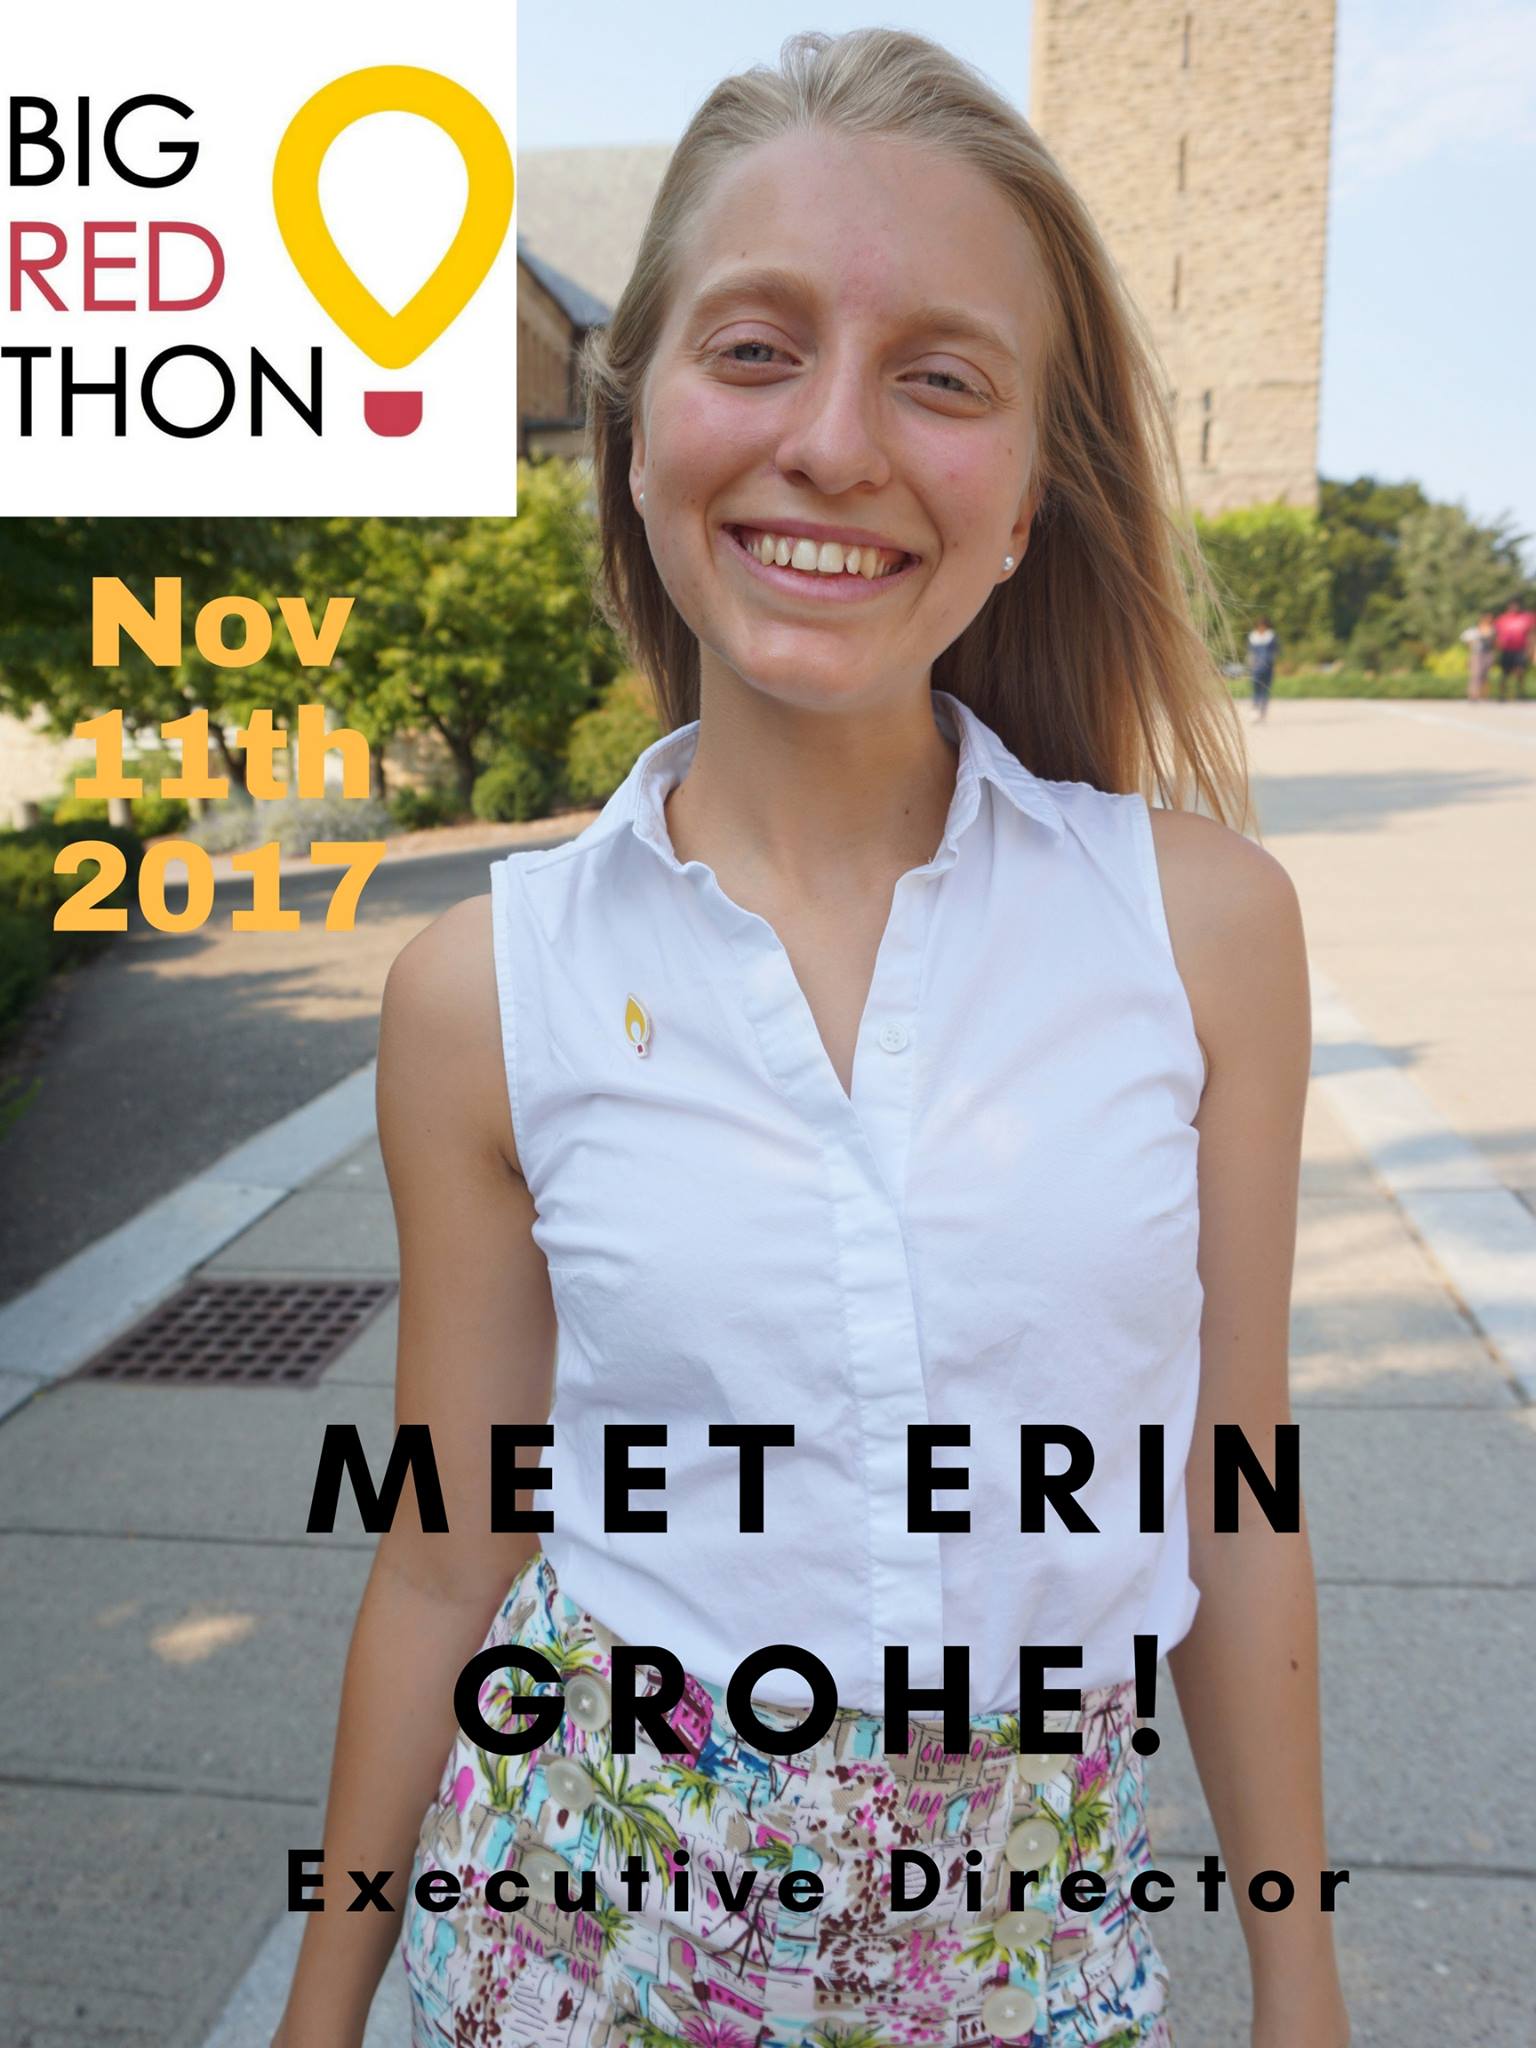 BIG
RED
THON
Nov
11th
2017
MEET ERIN
GROHE!
Executive Director